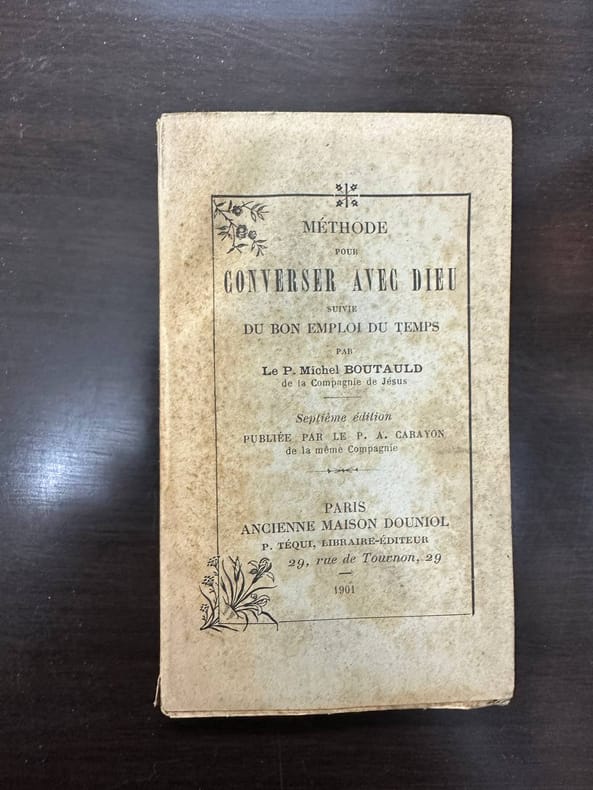 MÉTHODE
POUR
CONVERSER AVEC DIEU
SUIVIE
DU BON EMPLOI DU TEMPS
PAR
Le P. Michel BOUTAULD
de la Compagnie de Jésus
Septième édition
PUBLIÉE PAR LE P. A. CARAYON
de la même Compagnie
PARIS
ANCIENNE MAISON DOUNIOL
P. TÉQUI, LIBRAIRE-ÉDITEUR
29, rue de Tournon, 29
1901